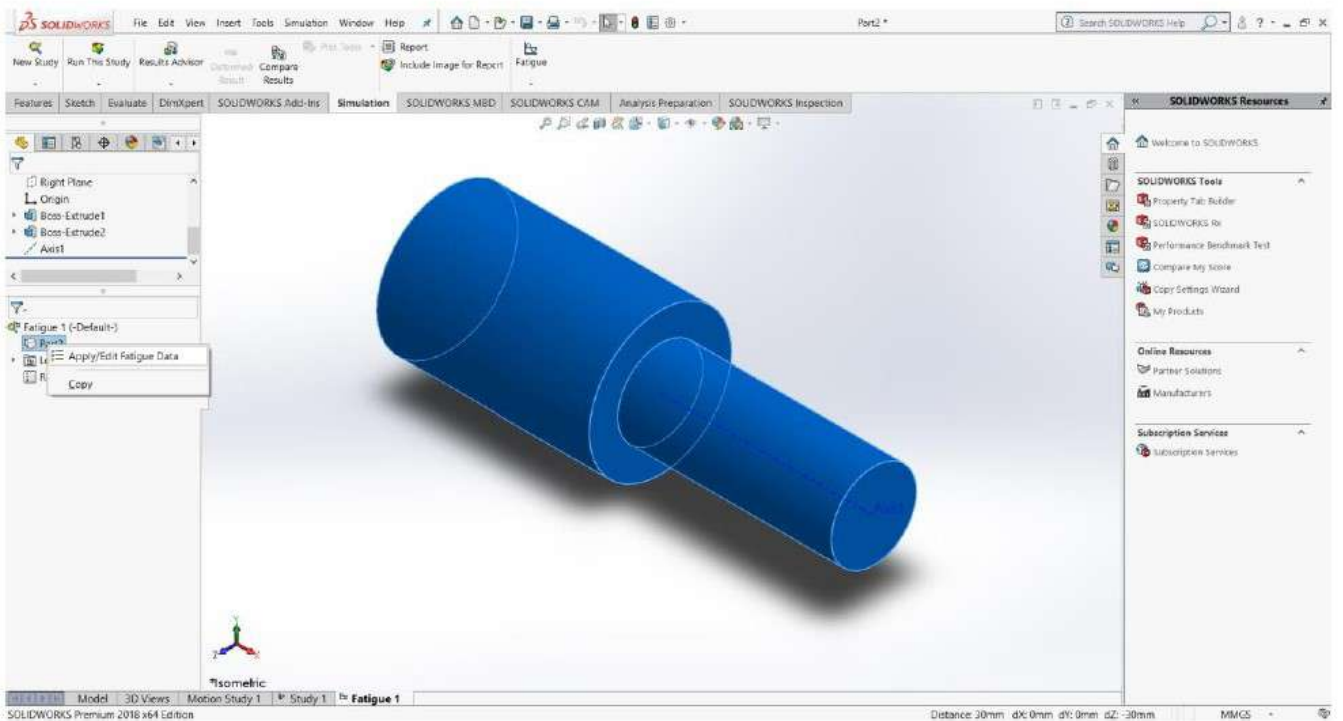 SOLIDWORKS File Edit View Insert Tools Simulation Window Help Part2 * Search SOLIDWORKS Help
New Study Run This Study Results Advisor Deformed Result Compare Results Plot Tools Report Include Image for Report Fatigue
Features Sketch Evaluate DimXpert SOLIDWORKS Add-Ins Simulation SOLIDWORKS MBD SOLIDWORKS CAM Analysis Preparation SOLIDWORKS Inspection
SOLIDWORKS Resources
Right Plane
Origin
Boss-Extrude1
Boss-Extrude2
Axis1
Fatigue 1 (-Default-)
Part2
Apply/Edit Fatigue Data
Copy
Axis1
Y
Z
X
*Isometric
Welcome to SOLIDWORKS
SOLIDWORKS Tools
Property Tab Builder
SOLIDWORKS Rx
Performance Benchmark Test
Compare My Score
Copy Settings Wizard
My Products
Online Resources
Partner Solutions
Manufacturers
Subscription Services
Subscription Services
Model 3D Views Motion Study 1 Study 1 Fatigue 1
SOLIDWORKS Premium 2018 x64 Edition Distance: 30mm dX: 0mm dY: 0mm dZ: -30mm MMGS